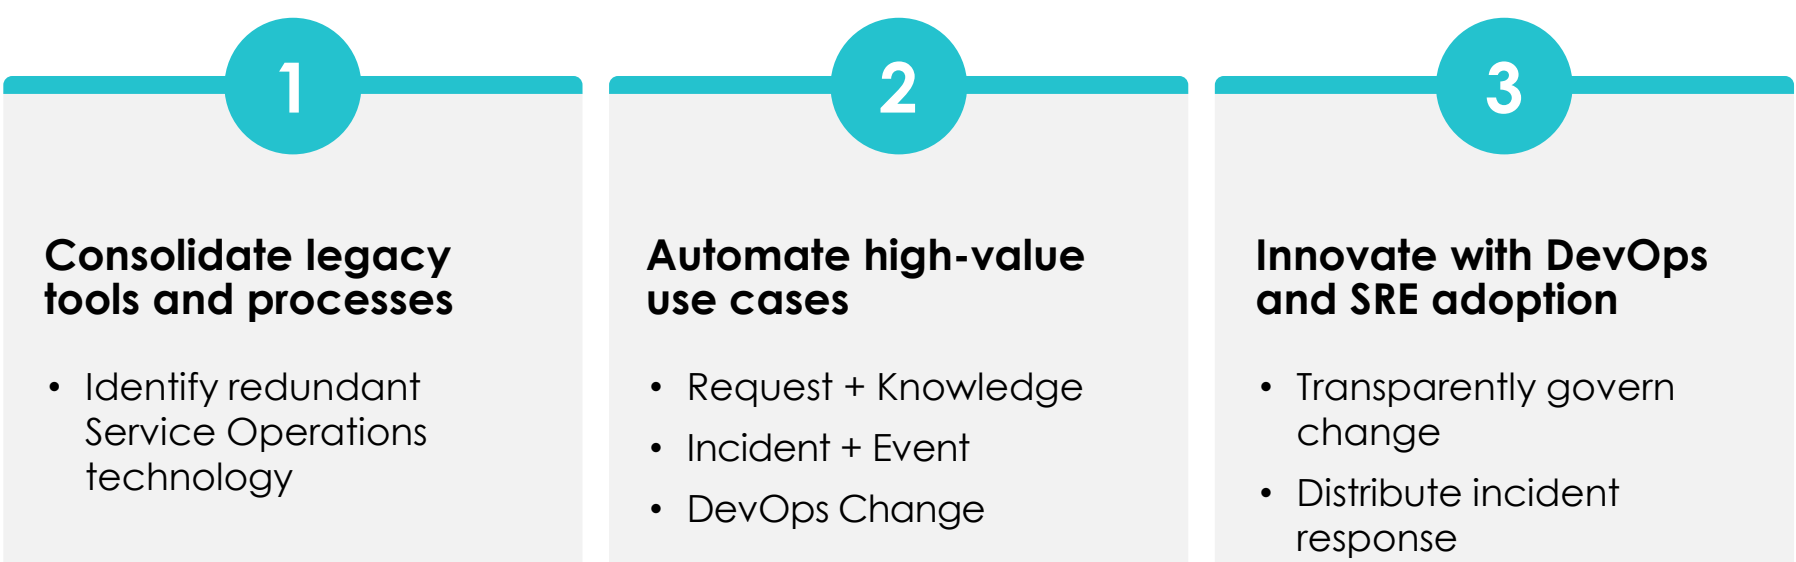 1
Consolidate legacy
tools and processes
• Identify redundant
Service Operations
technology
2
Automate high-value
use cases
• Request + Knowledge
• Incident + Event
• DevOps Change
3
Innovate with DevOps
and SRE adoption
• Transparently govern
change
• Distribute incident
response